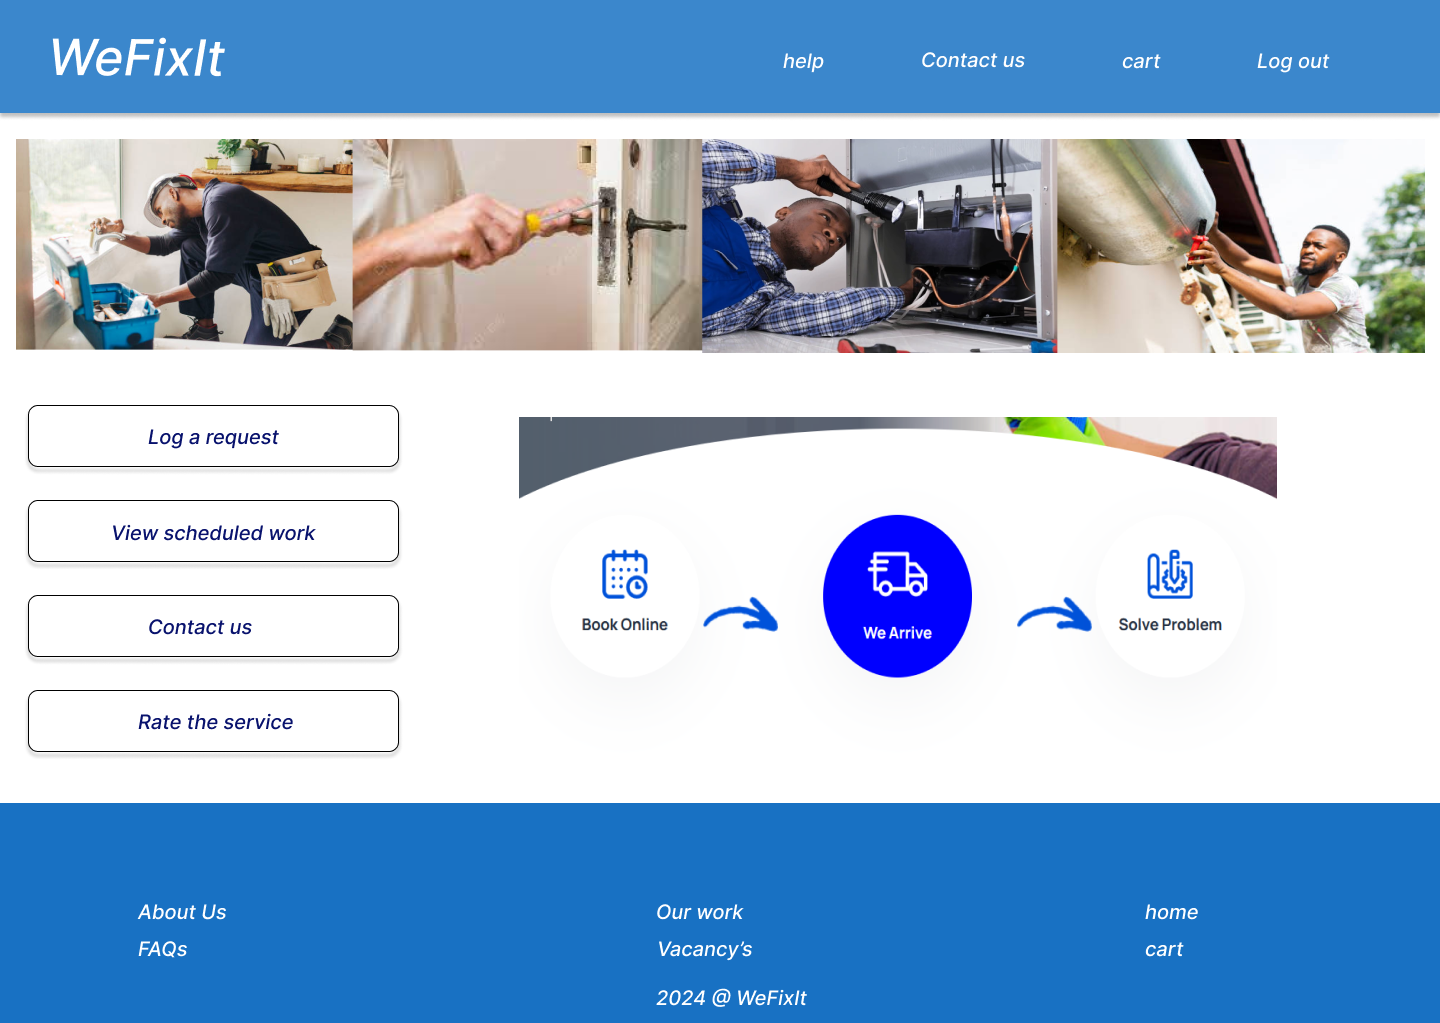 WeFixIt
help
Contact us
cart
Log out
Log a request
View scheduled work
Contact us
Rate the service
Book Online
We Arrive
Solve Problem
About Us
Our work
home
FAQs
Vacancy’s
cart
2024 @ WeFixIt